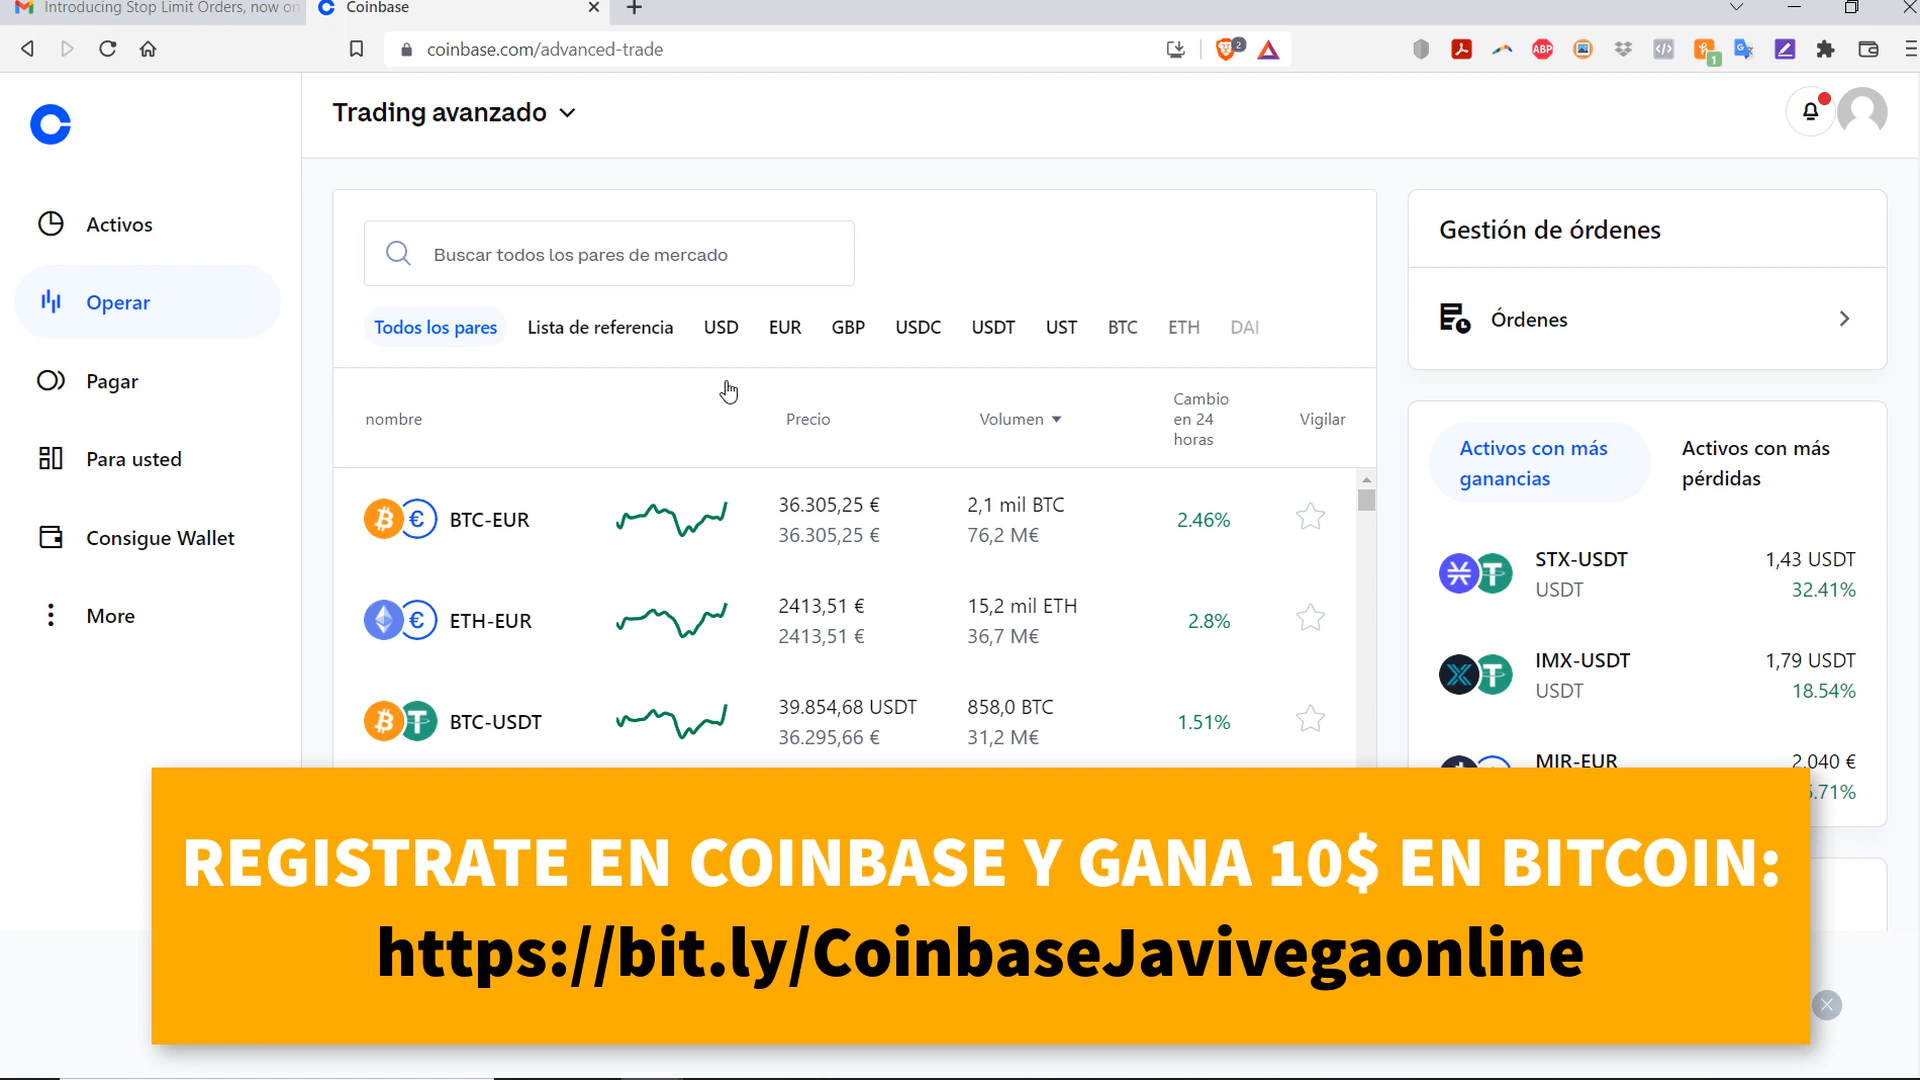 Introducing Stop Limit Orders, now on
Coinbase
coinbase.com/advanced-trade
2
ABP
1
Trading avanzado
Activos
Operar
Pagar
Para usted
Consigue Wallet
More
Buscar todos los pares de mercado
Todos los pares Lista de referencia USD EUR GBP USDC USDT UST BTC ETH DAI
nombre Precio Volumen Cambio en 24 horas Vigilar
BTC-EUR 36.305,25 € 2,1 mil BTC 2.46%
36.305,25 € 76,2 M€
ETH-EUR 2413,51 € 15,2 mil ETH 2.8%
2413,51 € 36,7 M€
BTC-USDT 39.854,68 USDT 858,0 BTC 1.51%
36.295,66 € 31,2 M€
Gestión de órdenes
Órdenes
Activos con más ganancias
Activos con más pérdidas
STX-USDT 1,43 USDT
USDT 32.41%
IMX-USDT 1,79 USDT
USDT 18.54%
MIR-EUR 2.040 €
.71%
REGISTRATE EN COINBASE Y GANA 10$ EN BITCOIN:
https://bit.ly/CoinbaseJavivegaonline